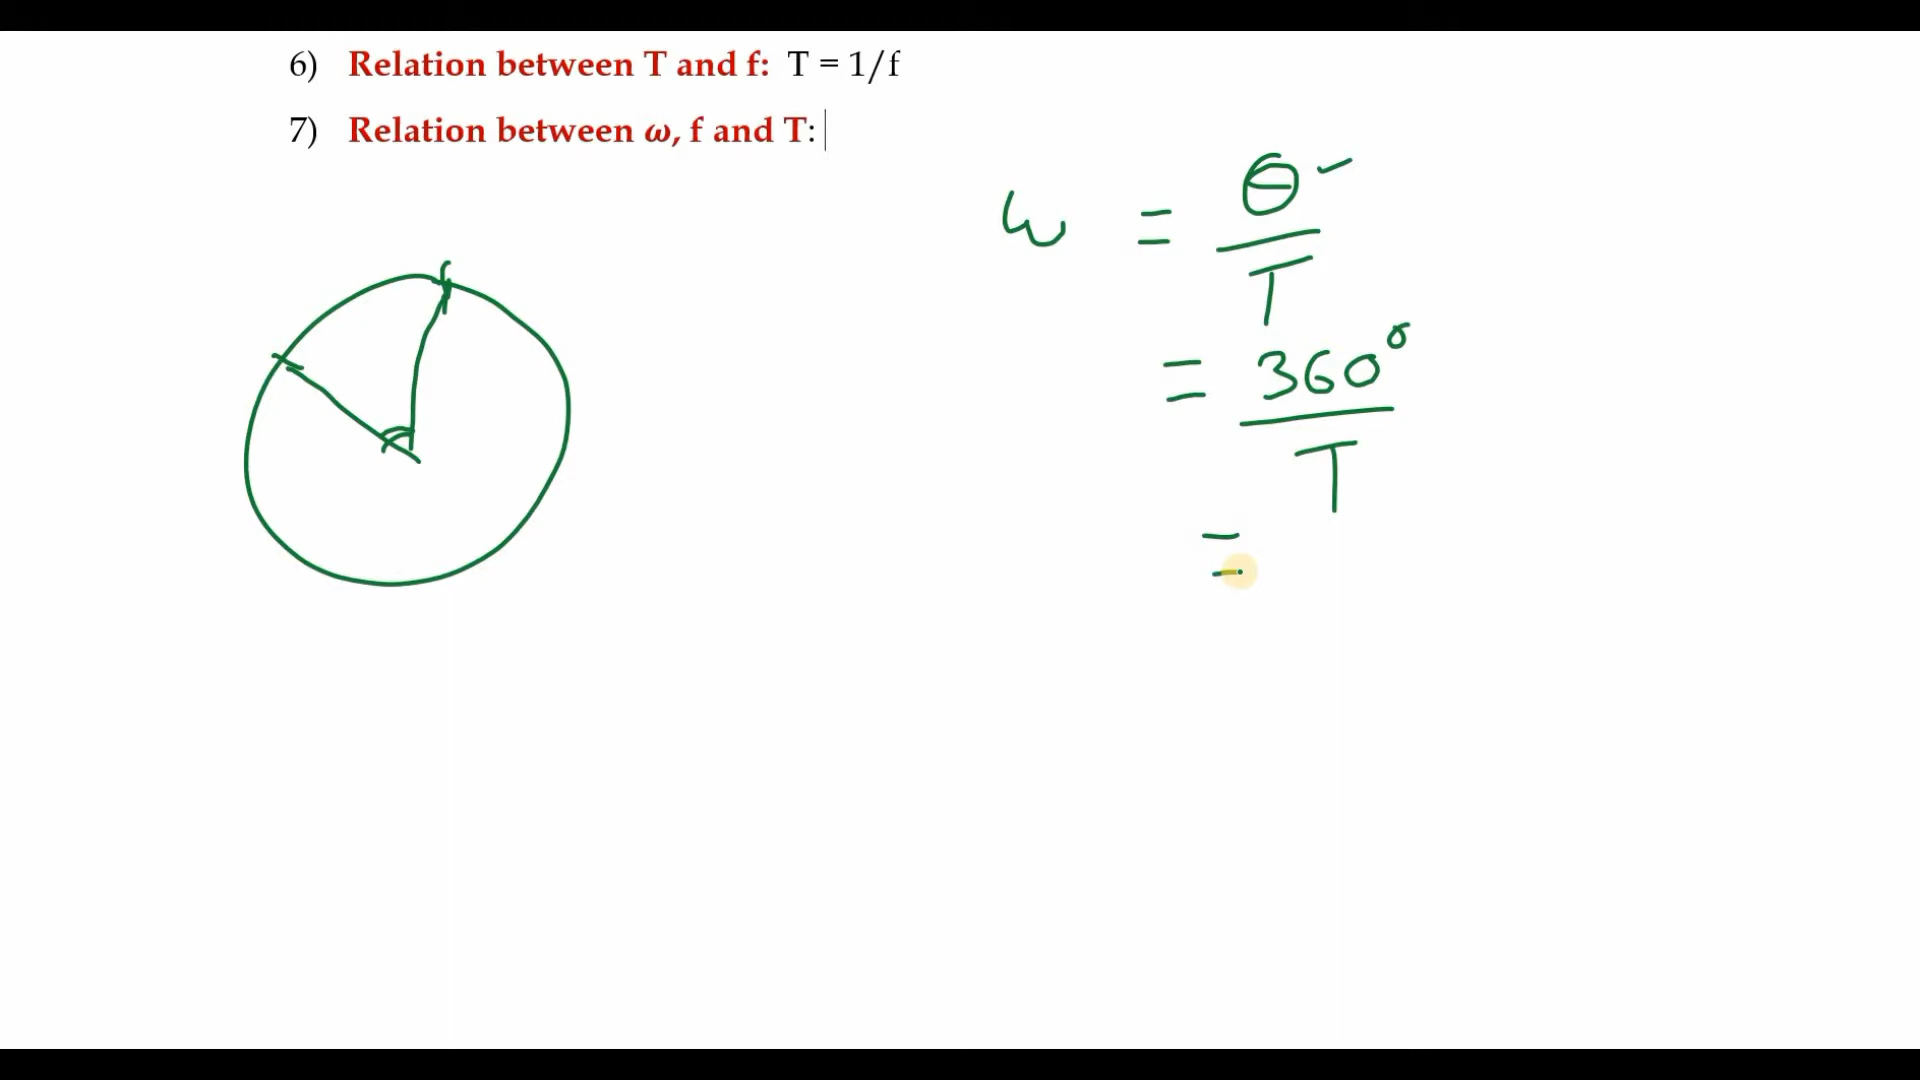 6) Relation between T and f: T = 1/f
7) Relation between ω, f and T:
ω = θ
T
= 360°
T
=